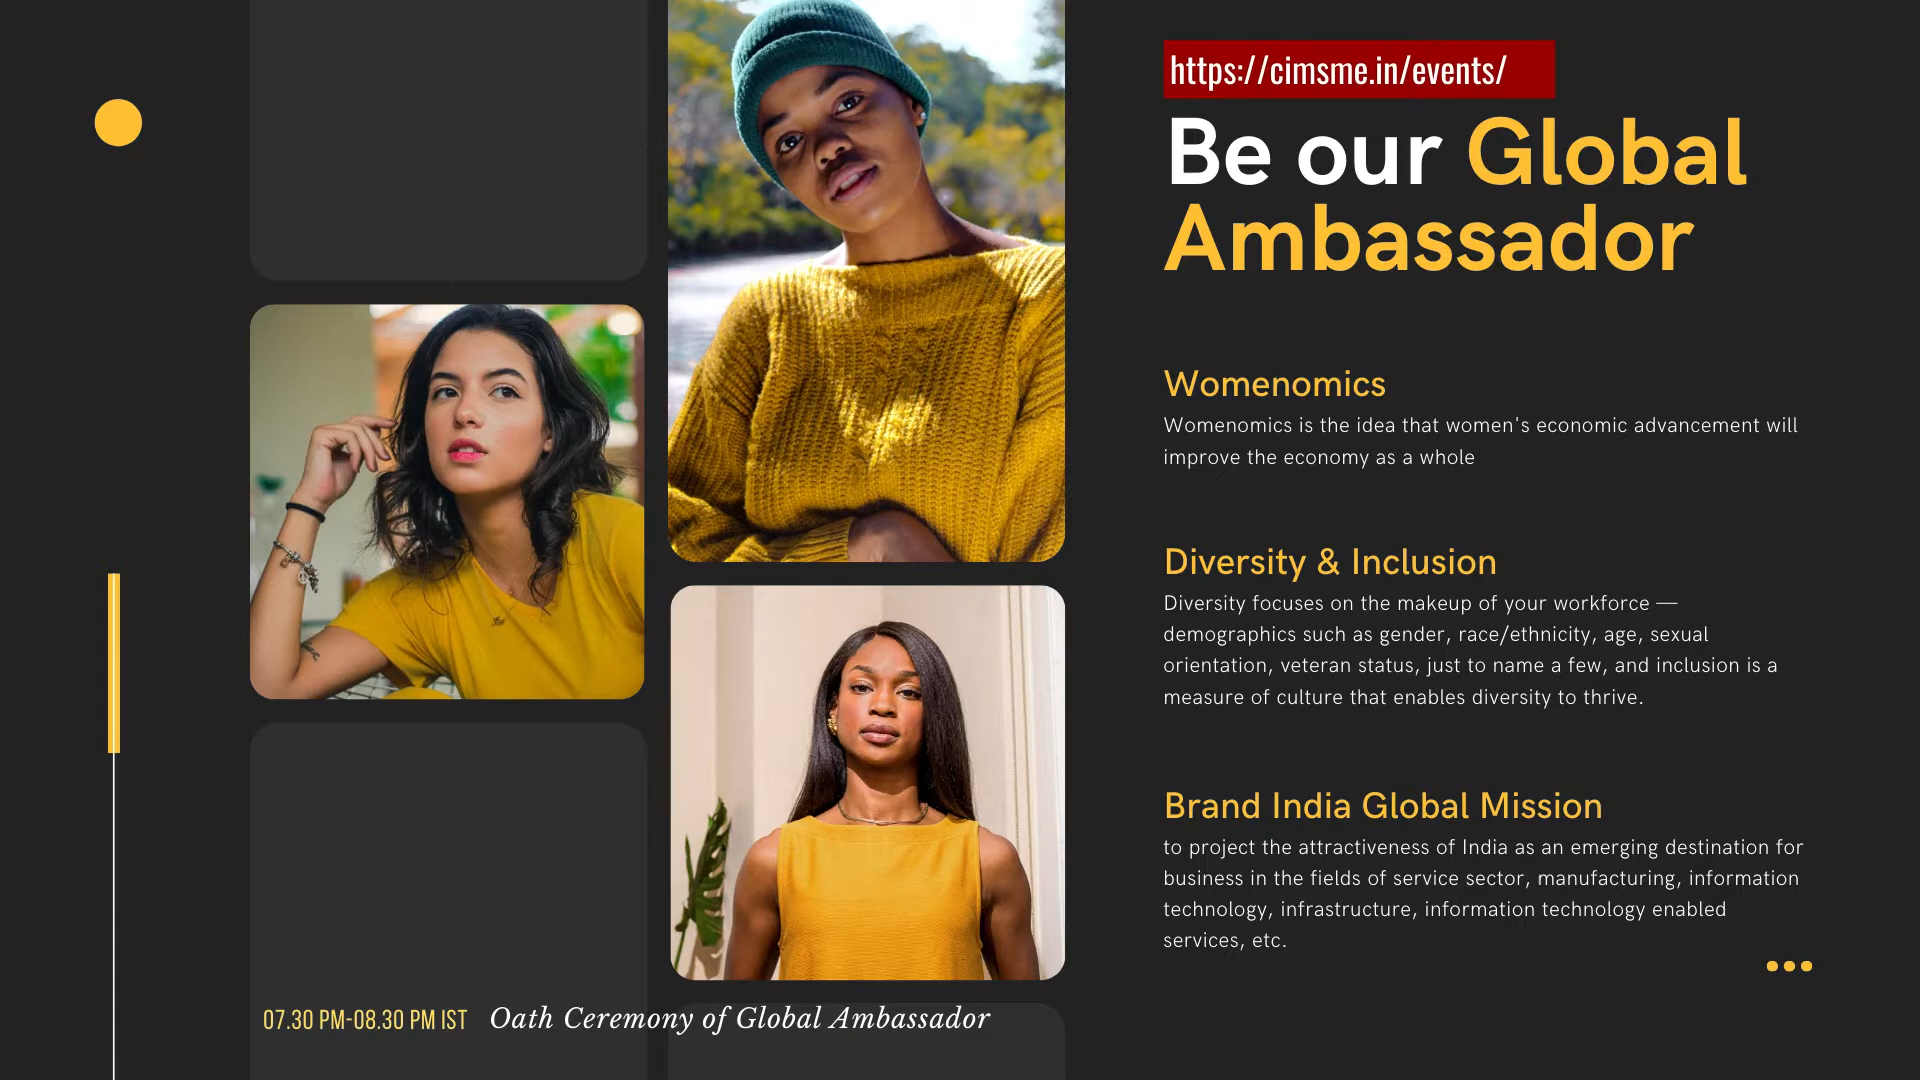 https://cimsme.in/events/
Be our Global
Ambassador
Womenomics
Womenomics is the idea that women's economic advancement will
improve the economy as a whole
Diversity & Inclusion
Diversity focuses on the makeup of your workforce —
demographics such as gender, race/ethnicity, age, sexual
orientation, veteran status, just to name a few, and inclusion is a
measure of culture that enables diversity to thrive.
Brand India Global Mission
to project the attractiveness of India as an emerging destination for
business in the fields of service sector, manufacturing, information
technology, infrastructure, information technology enabled
services, etc.
07.30 PM-08.30 PM IST Oath Ceremony of Global Ambassador